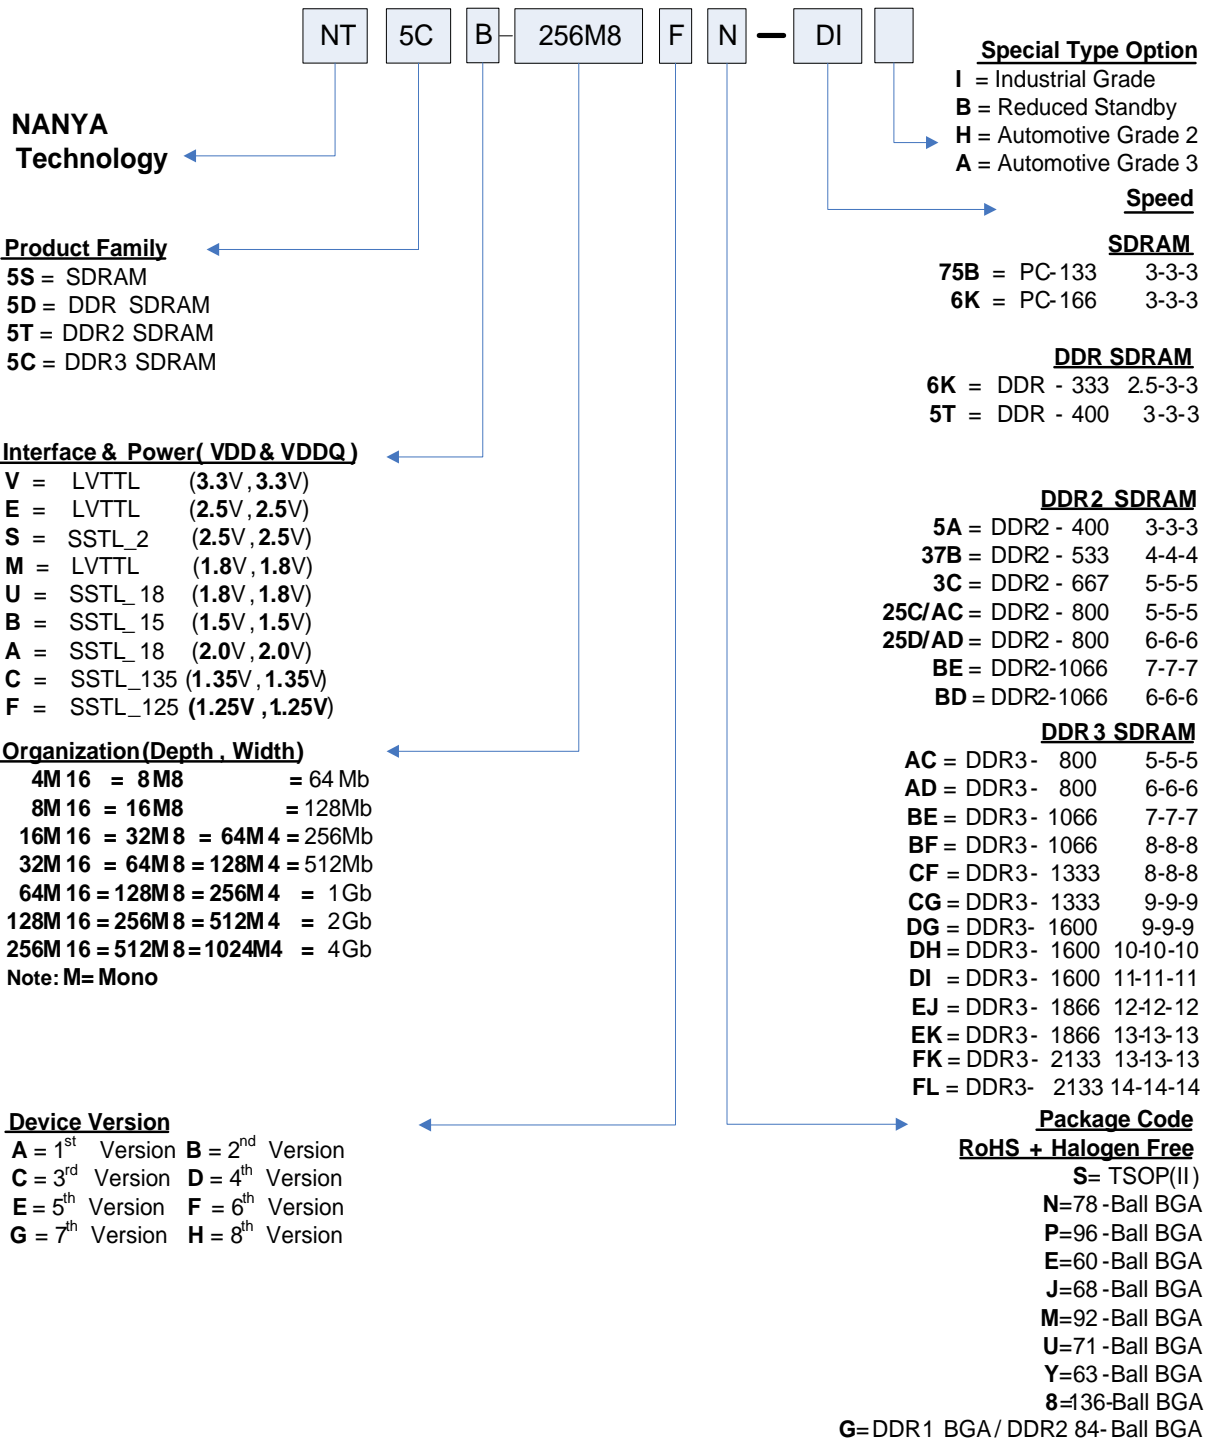 NT 5C B - 256M8 F N — DI
NANYA
Technology
Product Family
5S = SDRAM
5D = DDR SDRAM
5T = DDR2 SDRAM
5C = DDR3 SDRAM
Interface & Power( VDD & VDDQ )
V = LVTTL (3.3V, 3.3V)
E = LVTTL (2.5V, 2.5V)
S = SSTL_2 (2.5V, 2.5V)
M = LVTTL (1.8V, 1.8V)
U = SSTL_18 (1.8V, 1.8V)
B = SSTL_15 (1.5V, 1.5V)
A = SSTL_18 (2.0V, 2.0V)
C = SSTL_135 (1.35V, 1.35V)
F = SSTL_125 (1.25V, 1.25V)
Organization(Depth , Width)
4M16 = 8M8 = 64Mb
8M16 = 16M8 = 128Mb
16M16 = 32M8 = 64M4 = 256Mb
32M16 = 64M8 = 128M4 = 512Mb
64M16 = 128M8 = 256M4 = 1Gb
128M16 = 256M8 = 512M4 = 2Gb
256M16 = 512M8 = 1024M4 = 4Gb
Note: M= Mono
Device Version
A = 1st Version B = 2nd Version
C = 3rd Version D = 4th Version
E = 5th Version F = 6th Version
G = 7th Version H = 8th Version
Special Type Option
I = Industrial Grade
B = Reduced Standby
H = Automotive Grade 2
A = Automotive Grade 3
Speed
SDRAM
75B = PC-133 3-3-3
6K = PC-166 3-3-3
DDR SDRAM
6K = DDR - 333 2.5-3-3
5T = DDR - 400 3-3-3
DDR2 SDRAM
5A = DDR2 - 400 3-3-3
37B = DDR2 - 533 4-4-4
3C = DDR2 - 667 5-5-5
25C/AC = DDR2 - 800 5-5-5
25D/AD = DDR2 - 800 6-6-6
BE = DDR2-1066 7-7-7
BD = DDR2-1066 6-6-6
DDR3 SDRAM
AC = DDR3- 800 5-5-5
AD = DDR3- 800 6-6-6
BE = DDR3- 1066 7-7-7
BF = DDR3- 1066 8-8-8
CF = DDR3- 1333 8-8-8
CG = DDR3- 1333 9-9-9
DG = DDR3- 1600 9-9-9
DH = DDR3- 1600 10-10-10
DI = DDR3- 1600 11-11-11
EJ = DDR3- 1866 12-12-12
EK = DDR3- 1866 13-13-13
FK = DDR3- 2133 13-13-13
FL = DDR3- 2133 14-14-14
Package Code
RoHS + Halogen Free
S= TSOP(II)
N=78-Ball BGA
P=96-Ball BGA
E=60-Ball BGA
J=68-Ball BGA
M=92-Ball BGA
U=71-Ball BGA
Y=63-Ball BGA
8=136-Ball BGA
G=DDR1 BGA / DDR2 84-Ball BGA